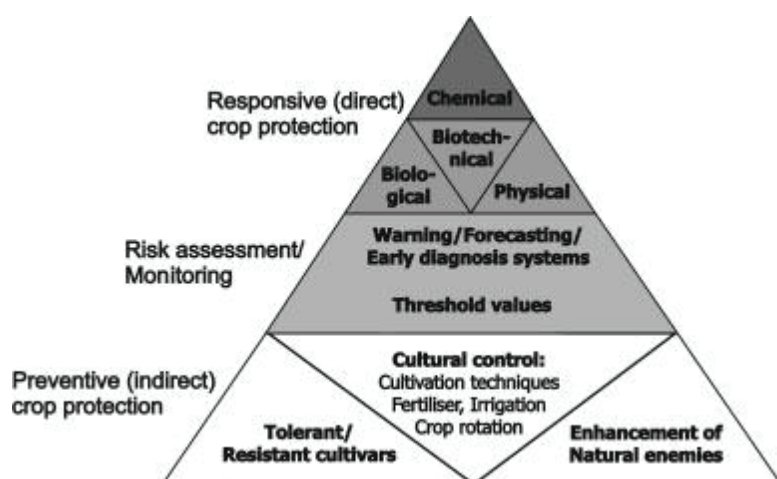 Responsive (direct)
crop protection
Chemical
Biotech-
nical
Biolo-
gical
Physical
Risk assessment/
Monitoring
Warning/Forecasting/
Early diagnosis systems
Threshold values
Preventive (indirect)
crop protection
Cultural control:
Cultivation techniques
Fertiliser, Irrigation
Crop rotation
Tolerant/
Resistant cultivars
Enhancement of
Natural enemies